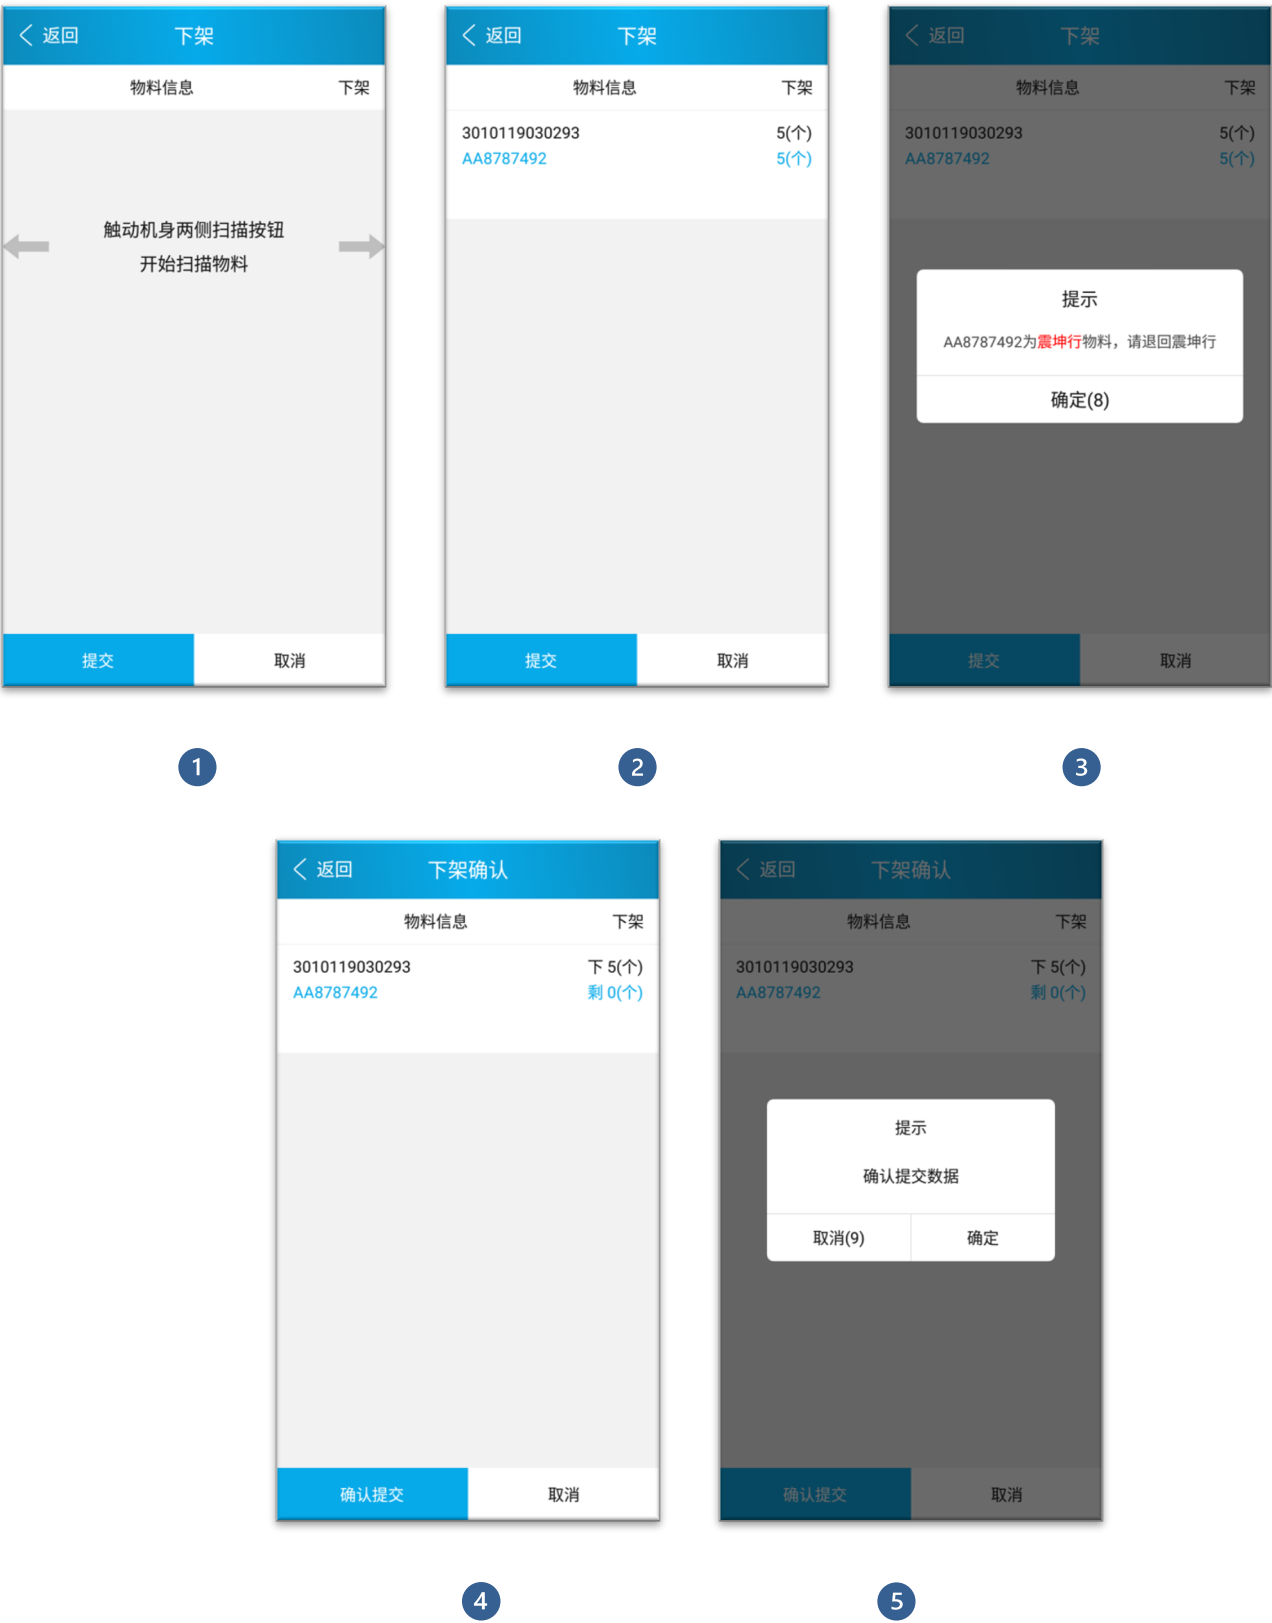 返回 下架
物料信息 下架
触动机身两侧扫描按钮
开始扫描物料
提交 取消
1
返回 下架
物料信息 下架
3010119030293 5(个)
AA8787492 5(个)
提交 取消
2
返回 下架
物料信息 下架
3010119030293 5(个)
AA8787492 5(个)
提示
AA8787492为震坤行物料，请退回震坤行
确定(8)
提交 取消
3
返回 下架确认
物料信息 下架
3010119030293 下 5(个)
AA8787492 剩 0(个)
确认提交 取消
4
返回 下架确认
物料信息 下架
3010119030293 下 5(个)
AA8787492 剩 0(个)
提示
确认提交数据
取消(9) 确定
确认提交 取消
5